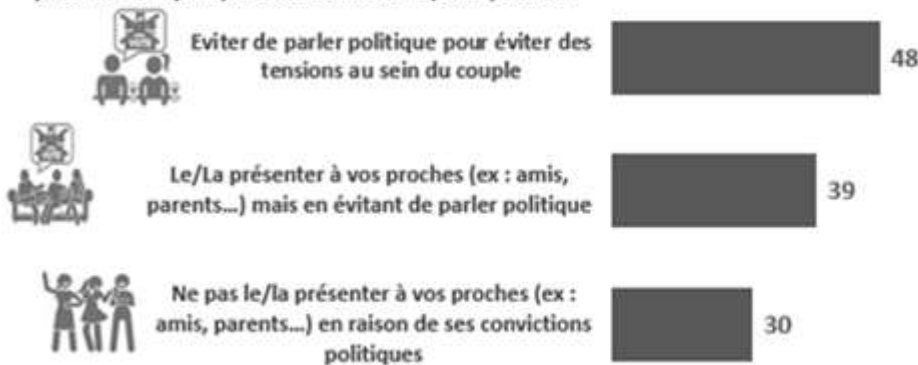 Eviter de parler politique pour éviter des
tensions au sein du couple
48
Le/La présenter à vos proches (ex : amis,
parents...) mais en évitant de parler politique
39
Ne pas le/la présenter à vos proches (ex :
amis, parents...) en raison de ses convictions
politiques
30